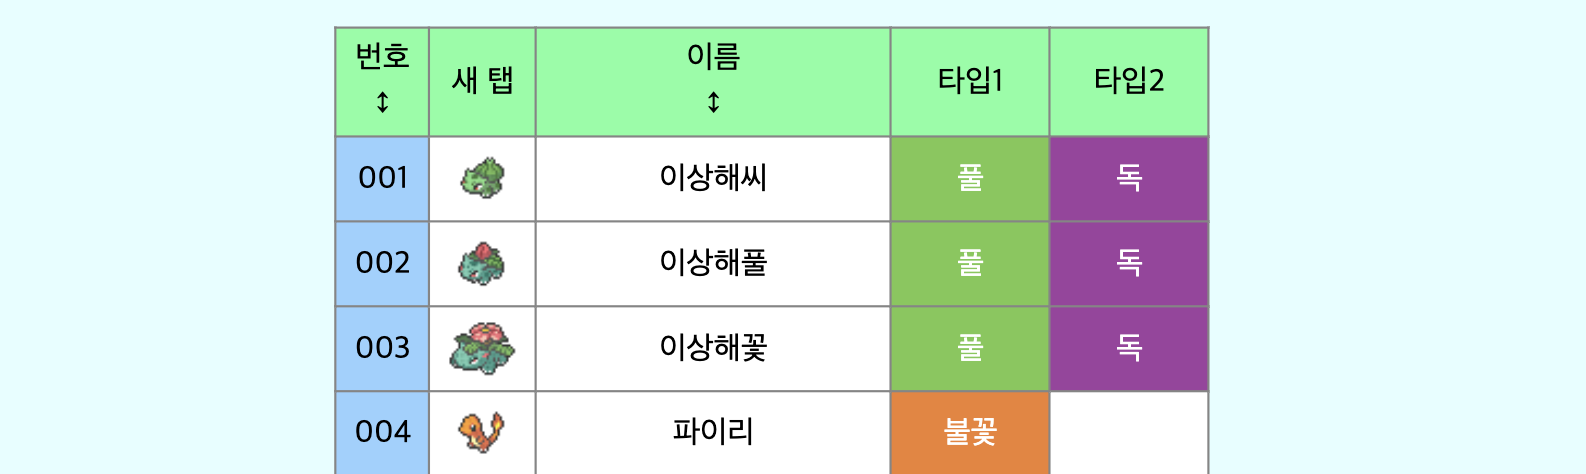 번호 새 탭 이름 타입1 타입2
↕ ↕
001 이상해씨 풀 독
002 이상해풀 풀 독
003 이상해꽃 풀 독
004 파이리 불꽃